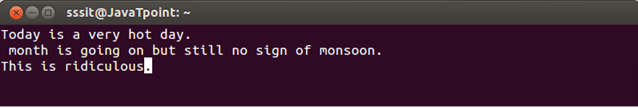 sssit@JavaTpoint: ~
Today is a very hot day.
 month is going on but still no sign of monsoon.
This is ridiculous.